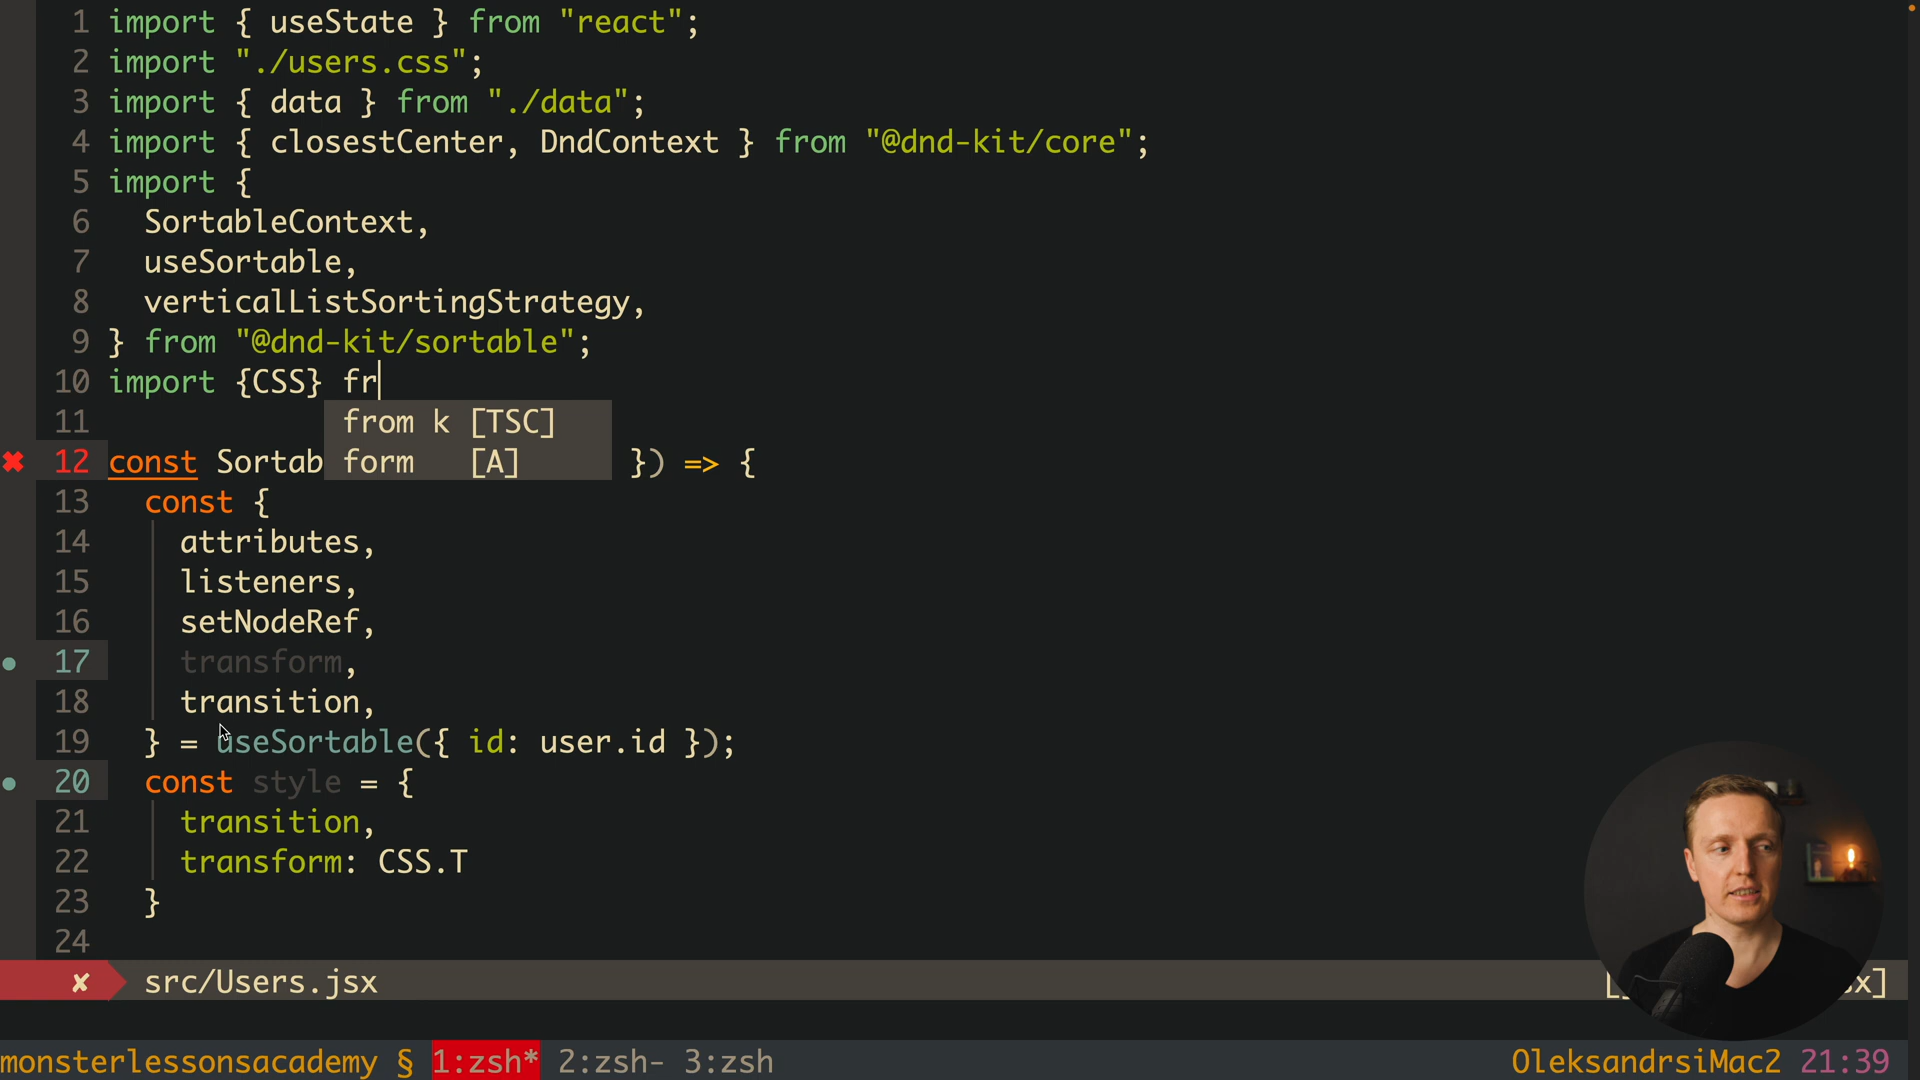 1 import { useState } from "react";
2 import "./users.css";
3 import { data } from "./data";
4 import { closestCenter, DndContext } from "@dnd-kit/core";
5 import {
6 SortableContext,
7 useSortable,
8 verticalListSortingStrategy,
9 } from "@dnd-kit/sortable";
10 import {CSS} fr
11 from k [TSC]
form [A]
12 const Sortab }) => {
13 const {
14 attributes,
15 listeners,
16 setNodeRef,
17 transform,
18 transition,
19 } = useSortable({ id: user.id });
20 const style = {
21 transition,
22 transform: CSS.T
23 }
24
✘ src/Users.jsx
monsterlessonsacademy § 1:zsh* 2:zsh- 3:zsh OleksandrsiMac2 21:39